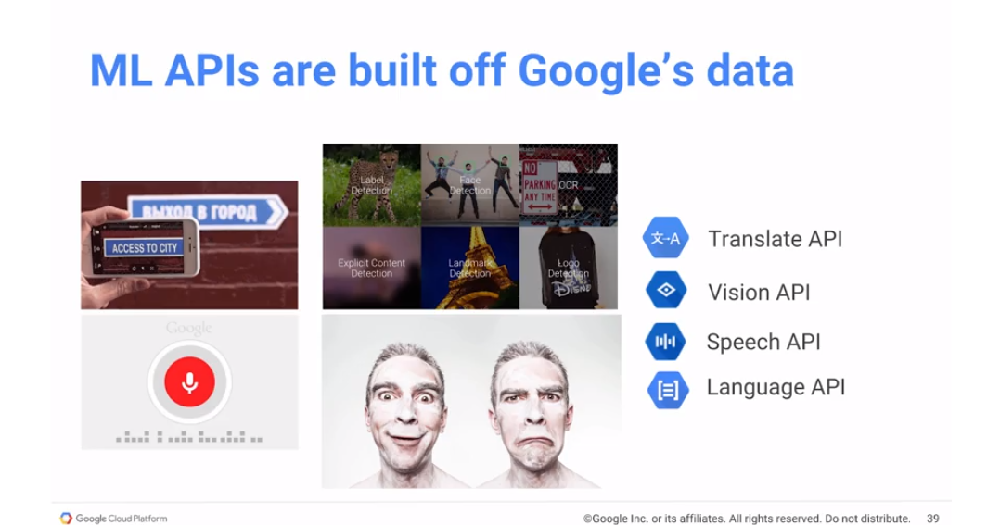 ML APIs are built off Google’s data
ВЫХОД В ГОРОД
ACCESS TO CITY
Label
Detection
Face
Detection
NO
PARKING
ANY TIME
OCR
Explicit Content
Detection
Landmark
Detection
Logo
Detection
DISNEY
Google
文→A
Translate API
Vision API
Speech API
Language API
Google Cloud Platform
©Google Inc. or its affiliates. All rights reserved. Do not distribute.
39